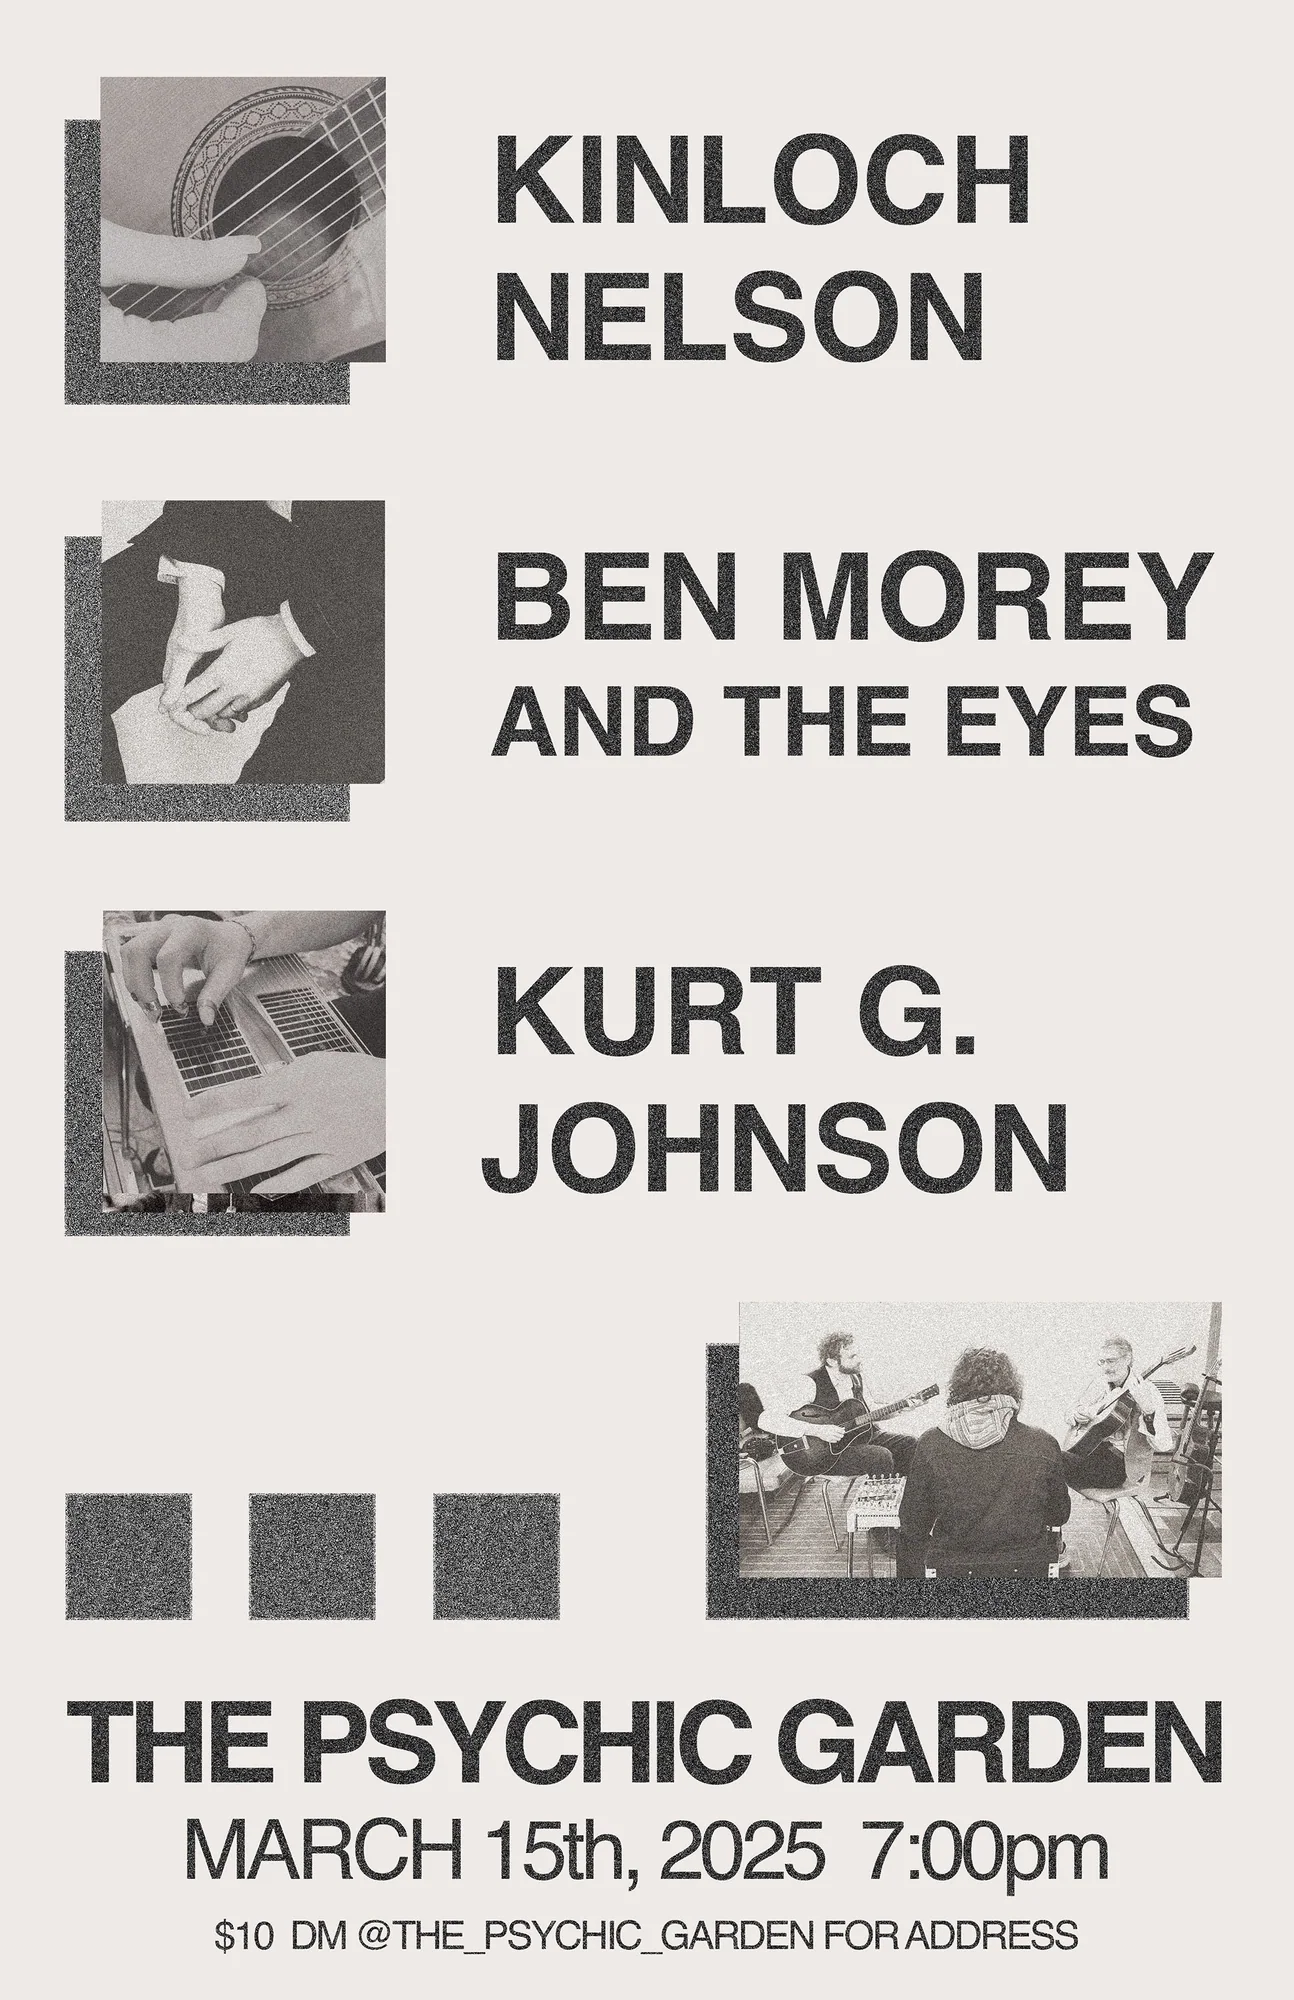 KINLOCH
NELSON
BEN MOREY
AND THE EYES
KURT G.
JOHNSON
THE PSYCHIC GARDEN
MARCH 15th, 2025 7:00pm
$10 DM @THE_PSYCHIC_GARDEN FOR ADDRESS